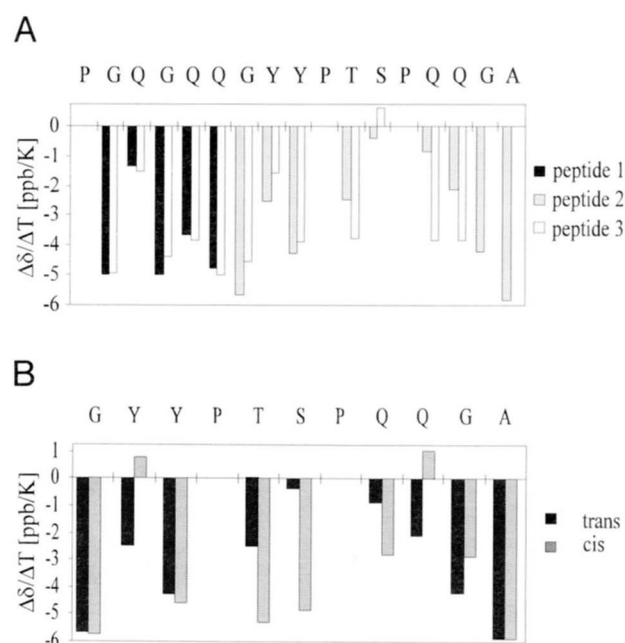 A
P G Q G Q Q G Y Y P T S P Q Q G A
Δδ/ΔT [ppb/K]
0
-1
-2
-3
-4
-5
-6
peptide 1
peptide 2
peptide 3
B
G Y Y P T S P Q Q G A
Δδ/ΔT [ppb/K]
1
0
-1
-2
-3
-4
-5
-6
trans
cis